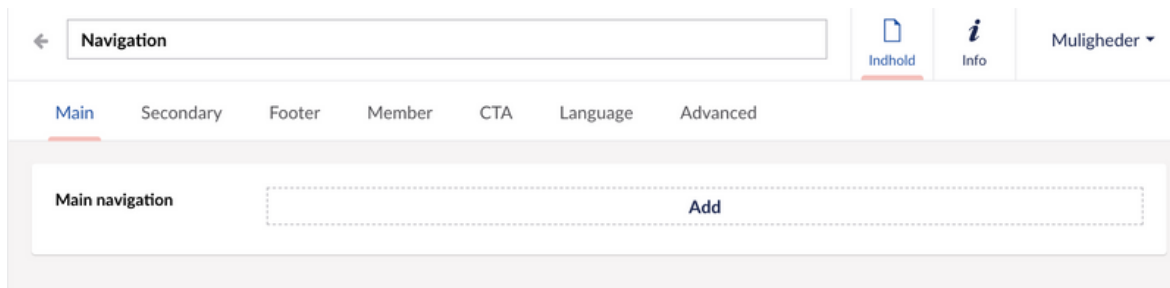 Navigation
Indhold
Info
Muligheder
Main Secondary Footer Member CTA Language Advanced
Main navigation
Add